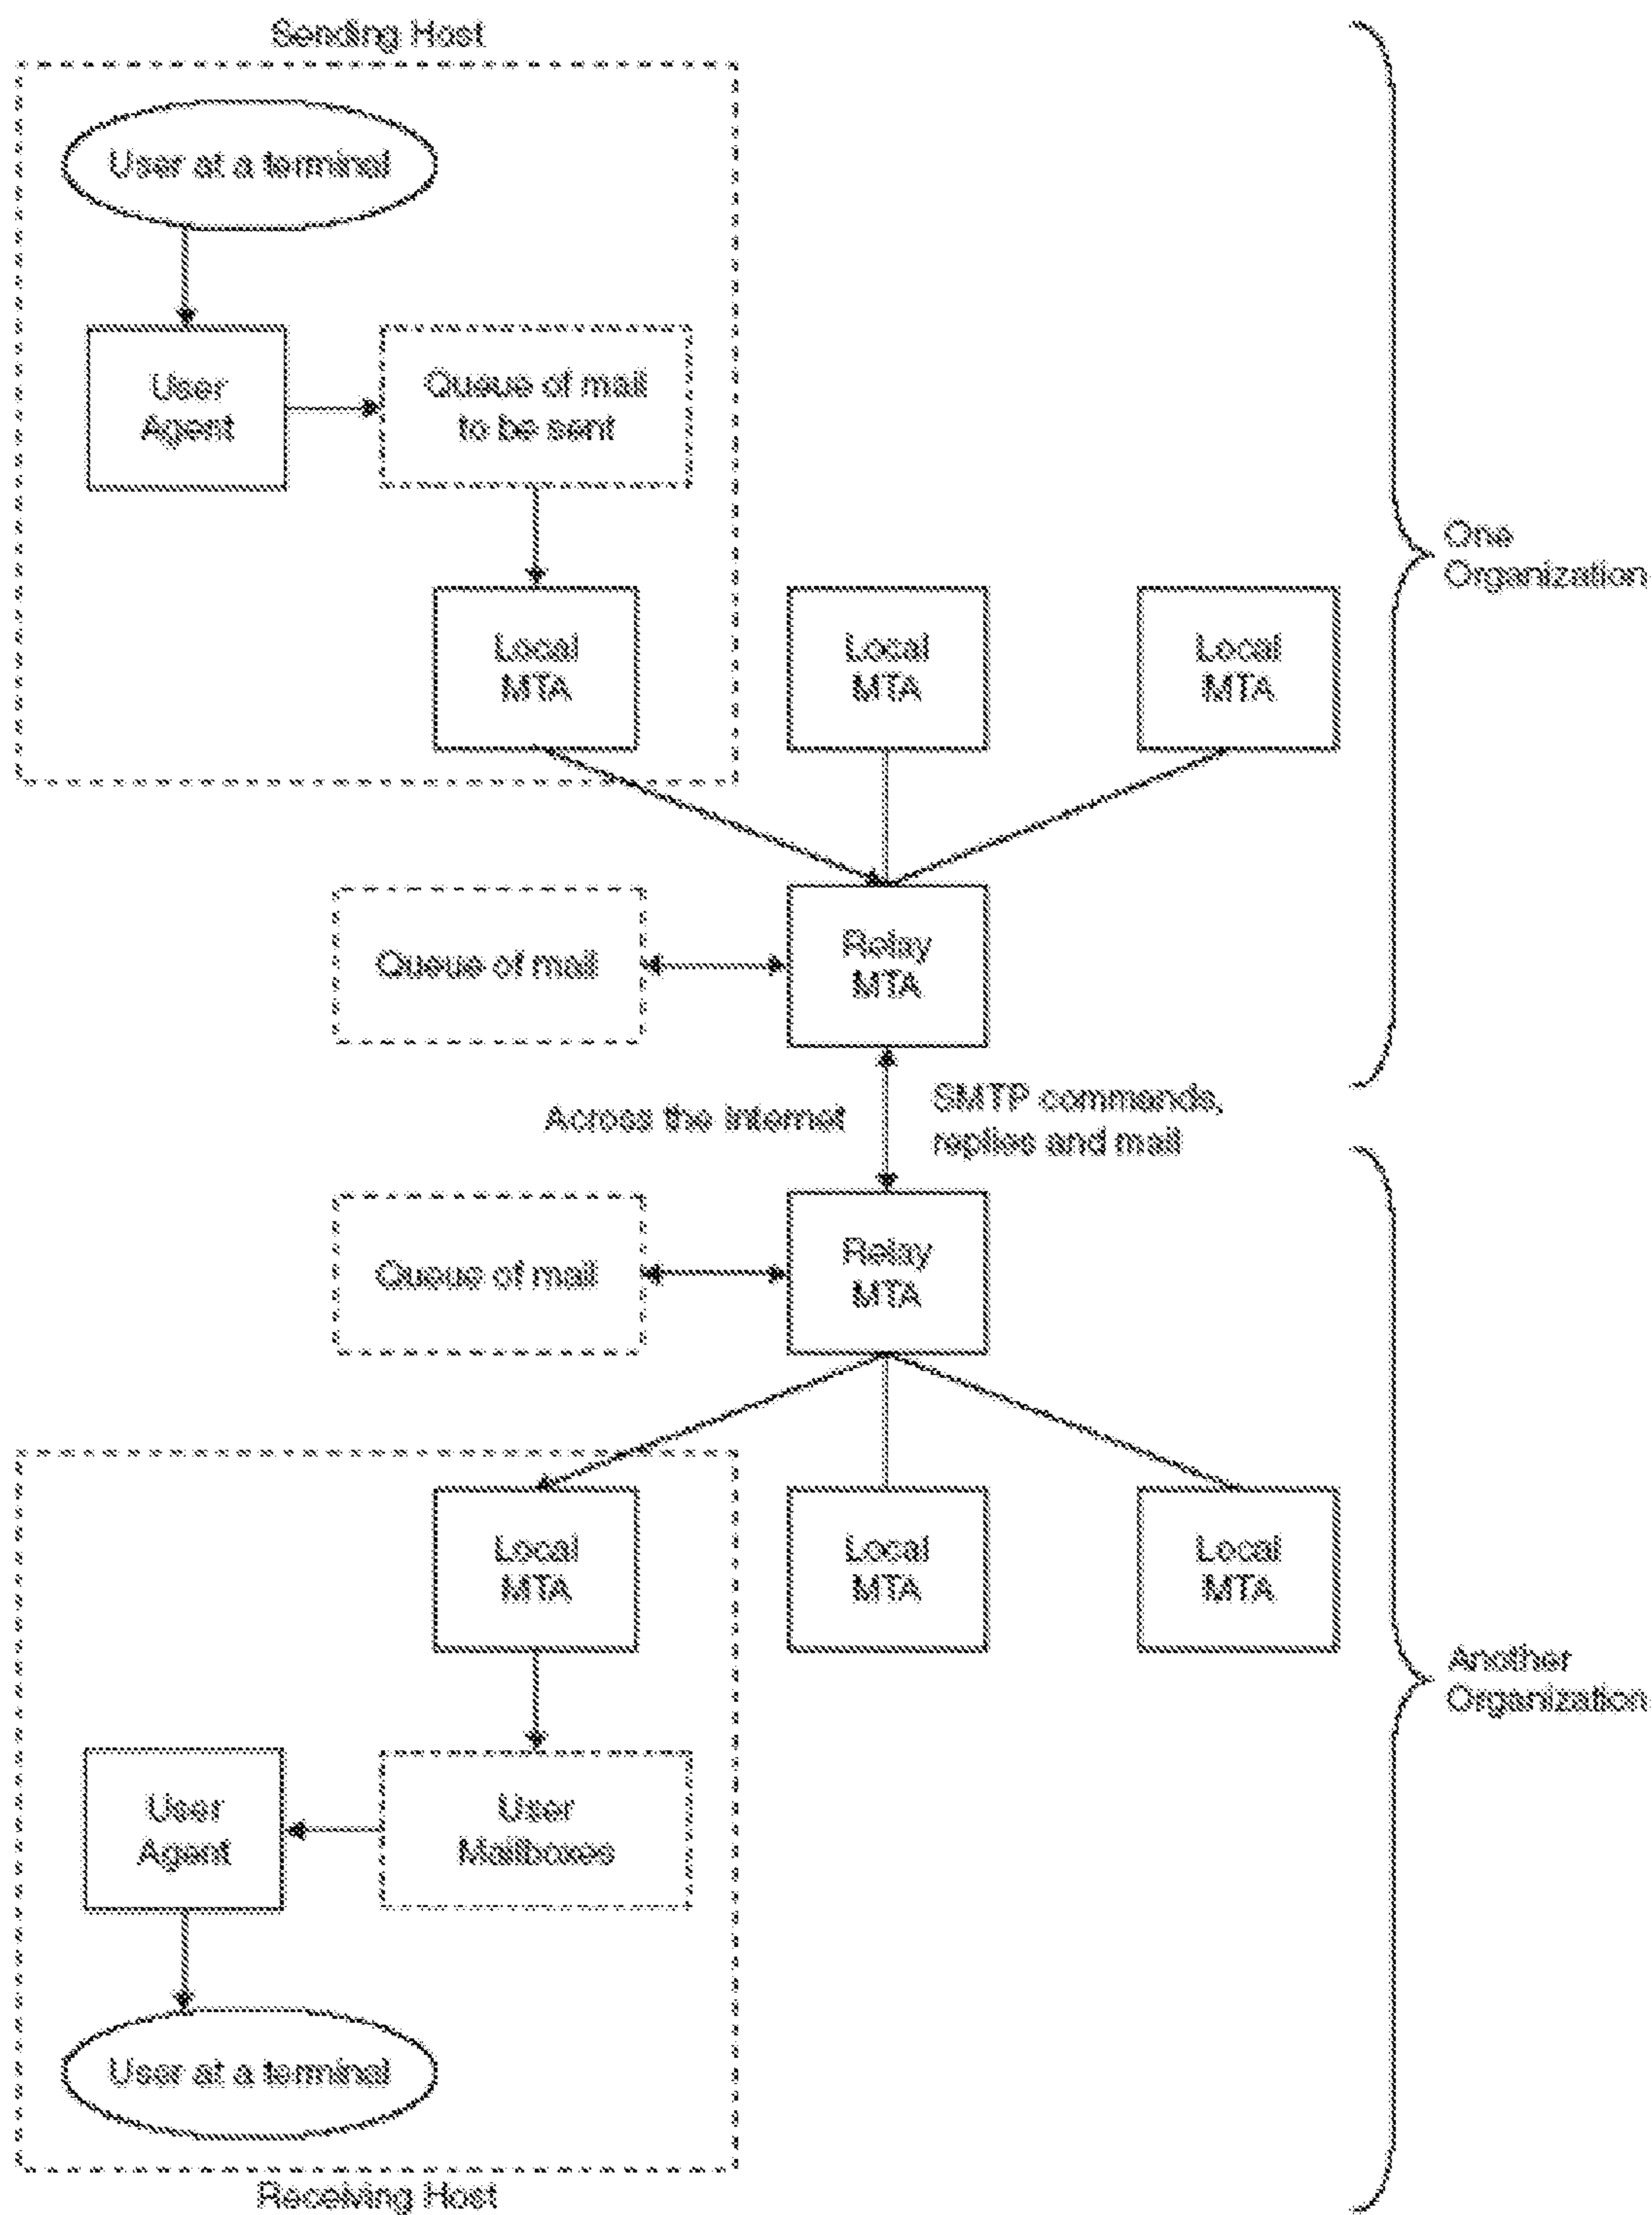 Sending Host
User at a terminal
User
Agent
Queue of mail
to be sent
One
Organization
Local
MTA
Local
MTA
Local
MTA
Queue of mail
Relay
MTA
Across the Internet
SMTP commands,
replies and mail
Queue of mail
Relay
MTA
Local
MTA
Local
MTA
Local
MTA
Another
Organization
User
Agent
User
Mailboxes
User at a terminal
Receiving Host